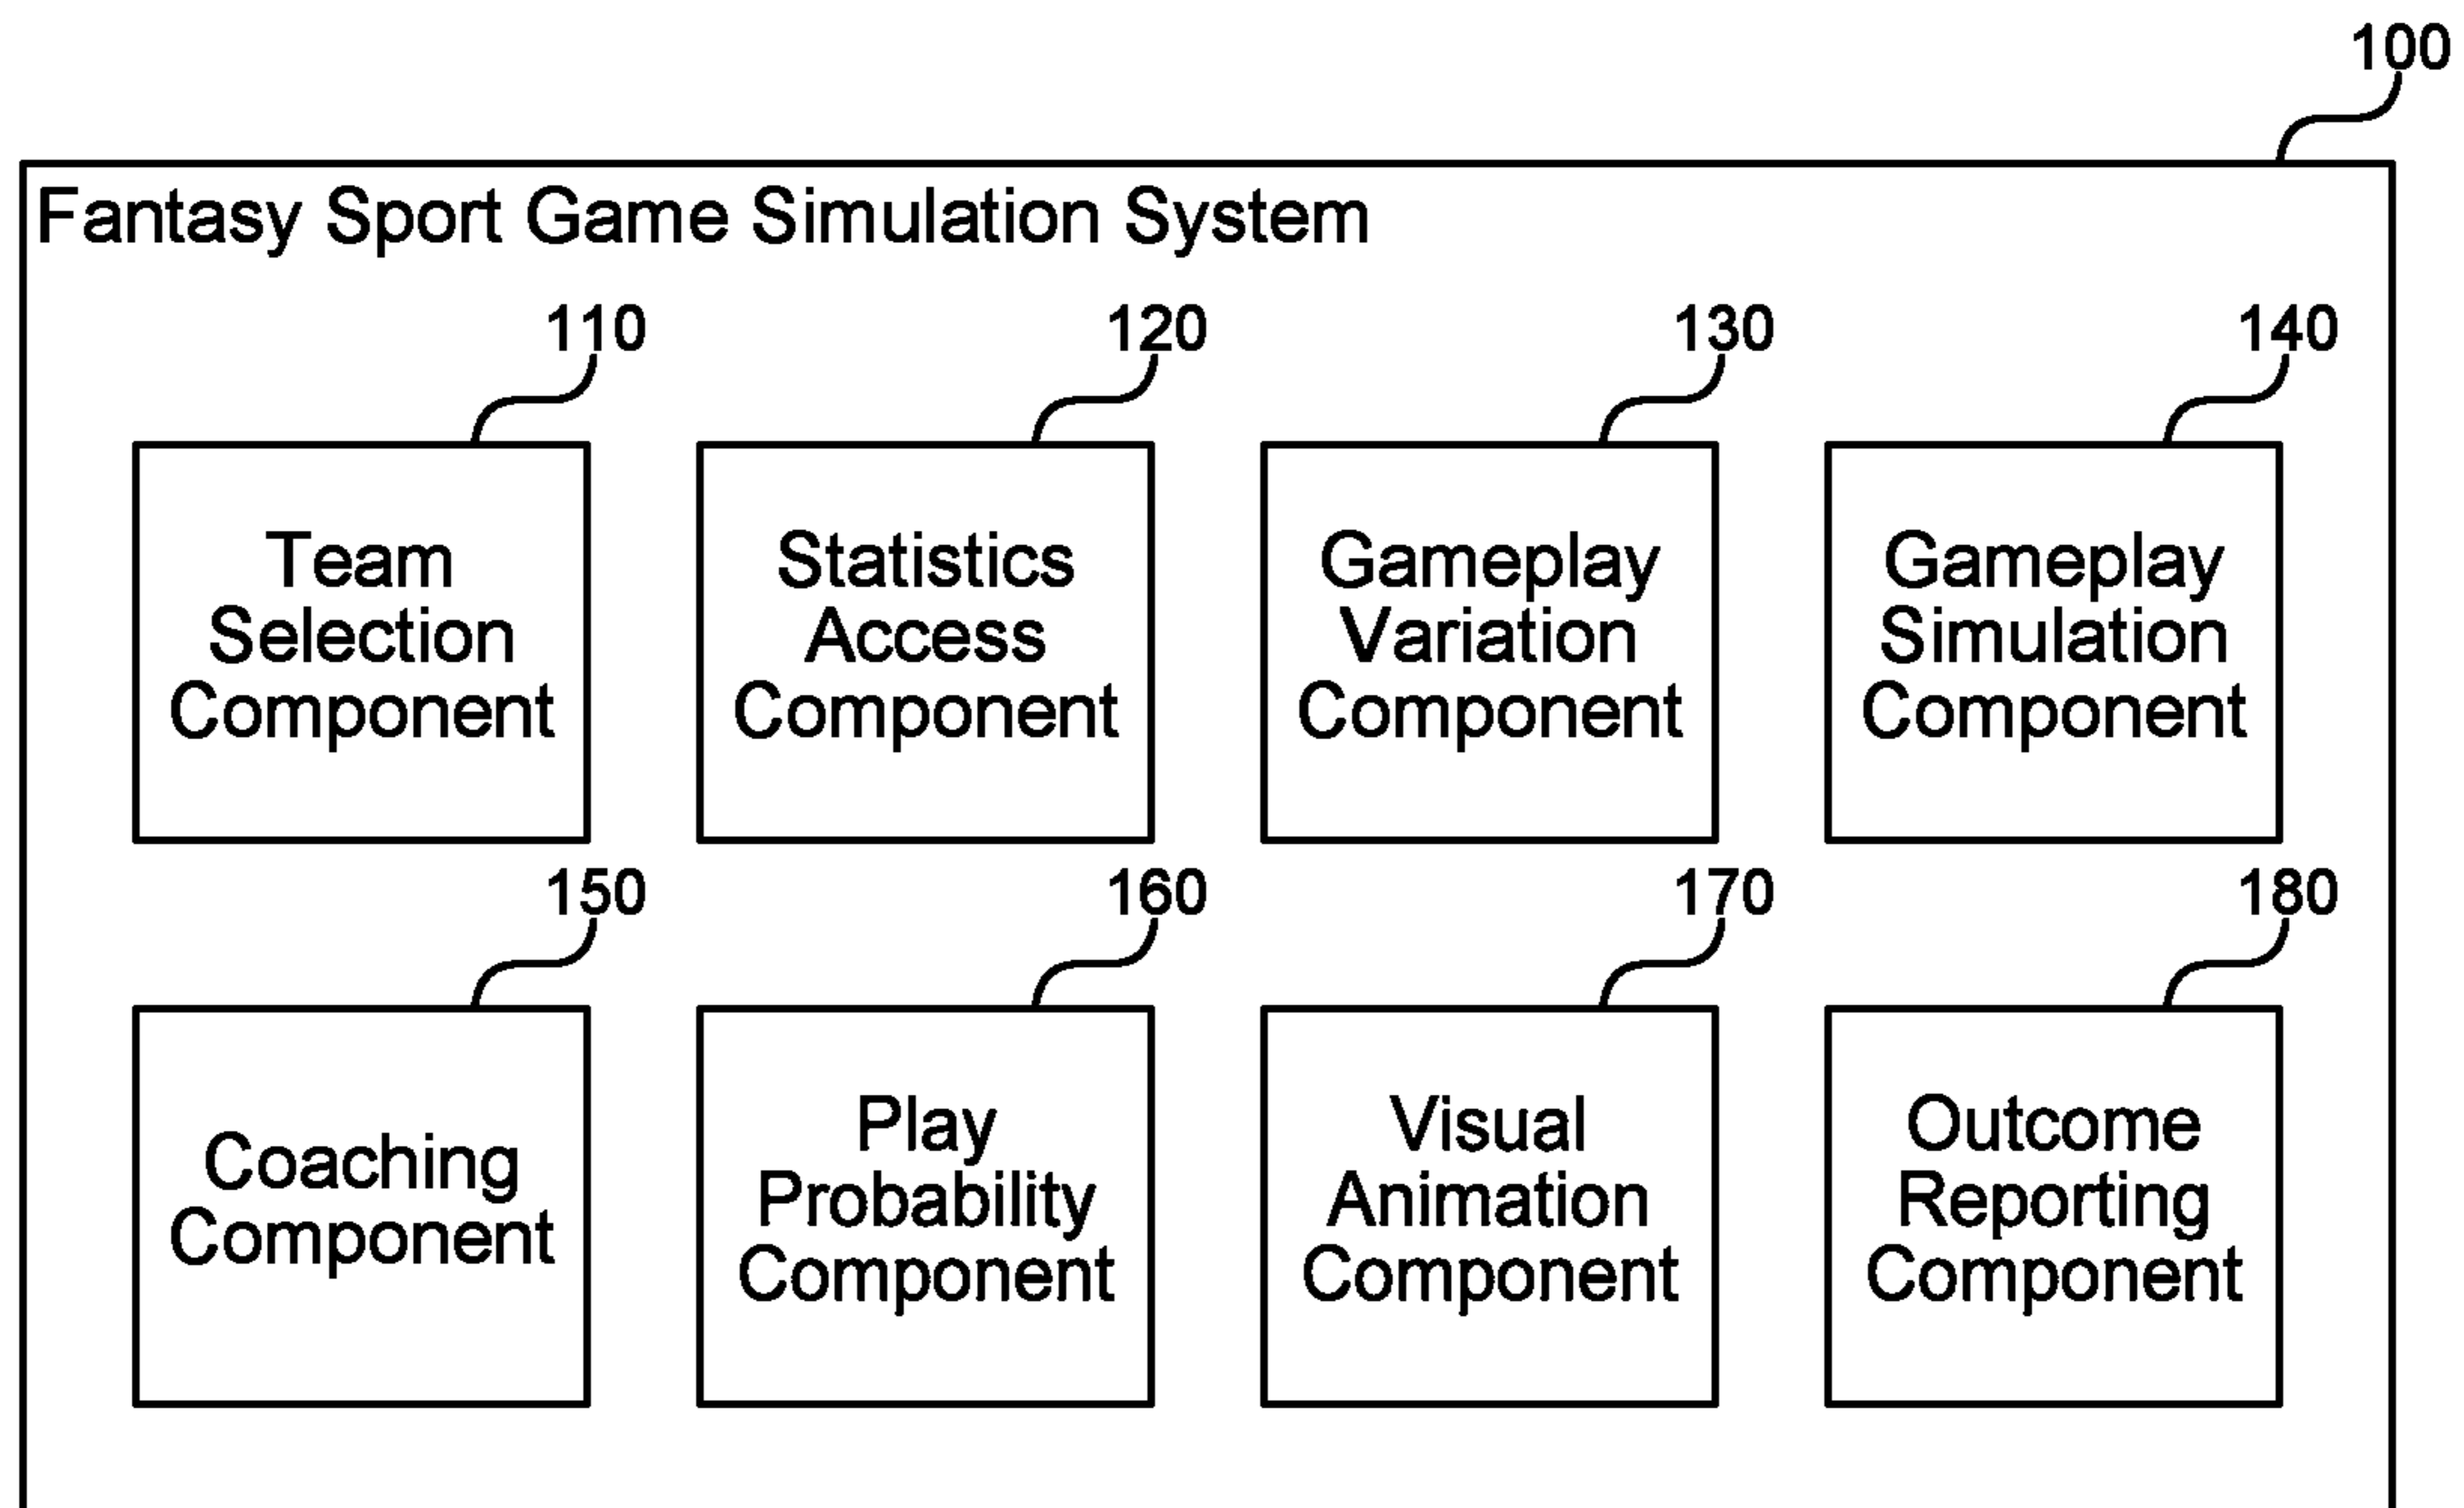 100
Fantasy Sport Game Simulation System
110
120
130
140
Team
Selection
Component
Statistics
Access
Component
Gameplay
Variation
Component
Gameplay
Simulation
Component
150
160
170
180
Coaching
Component
Play
Probability
Component
Visual
Animation
Component
Outcome
Reporting
Component